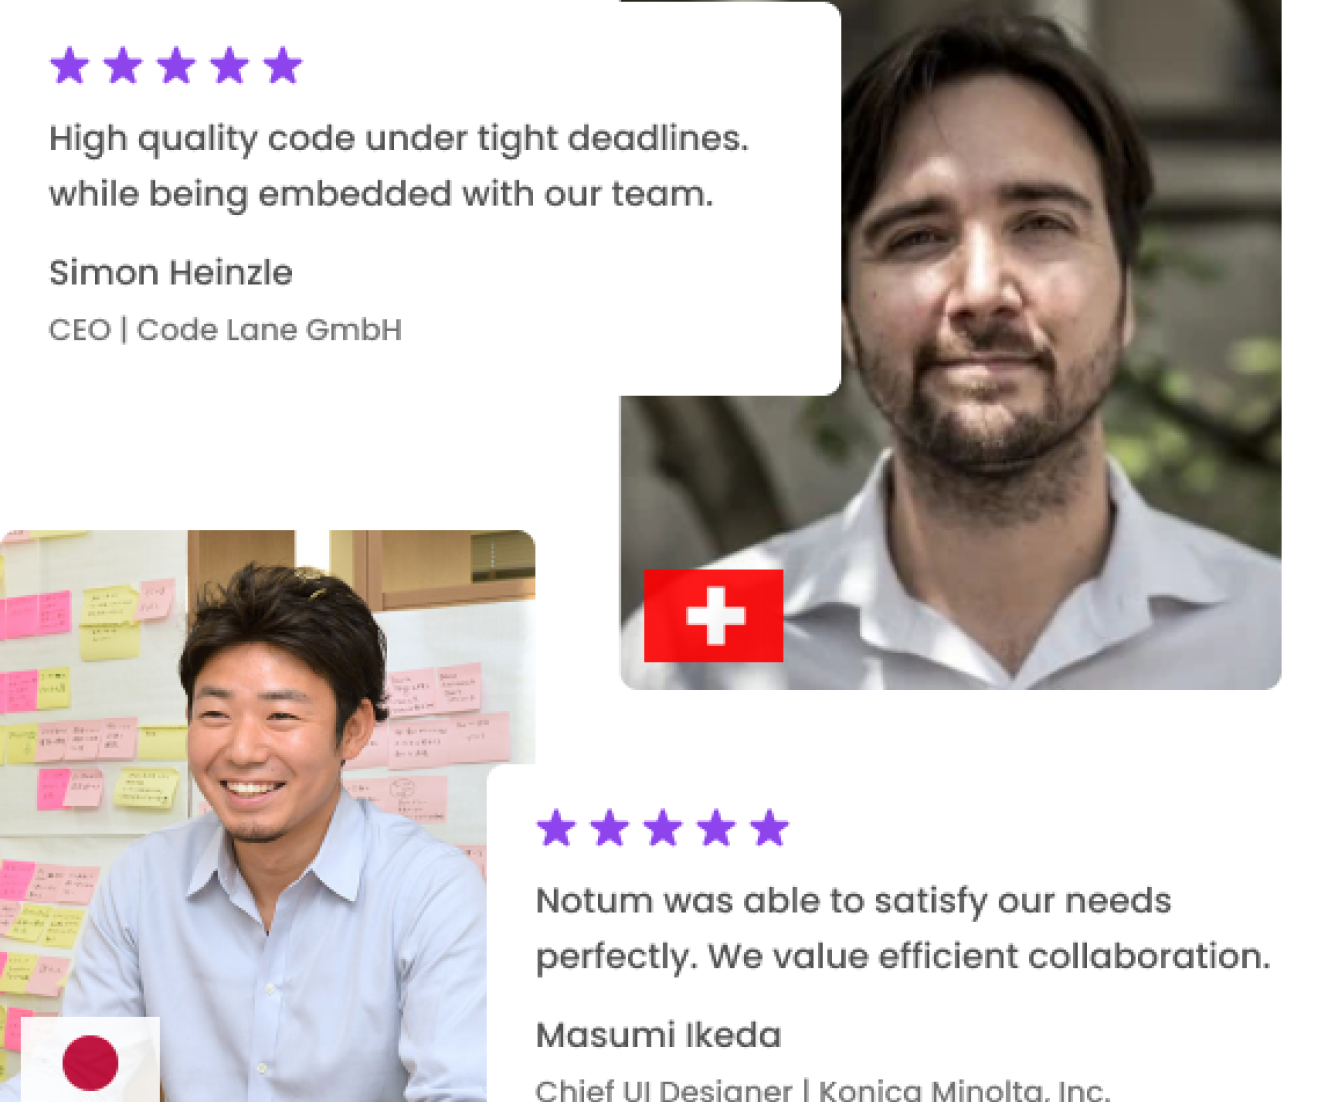 High quality code under tight deadlines.
while being embedded with our team.
Simon Heinzle
CEO | Code Lane GmbH
Notum was able to satisfy our needs
perfectly. We value efficient collaboration.
Masumi Ikeda
Chief UI Designer | Konica Minolta, Inc.